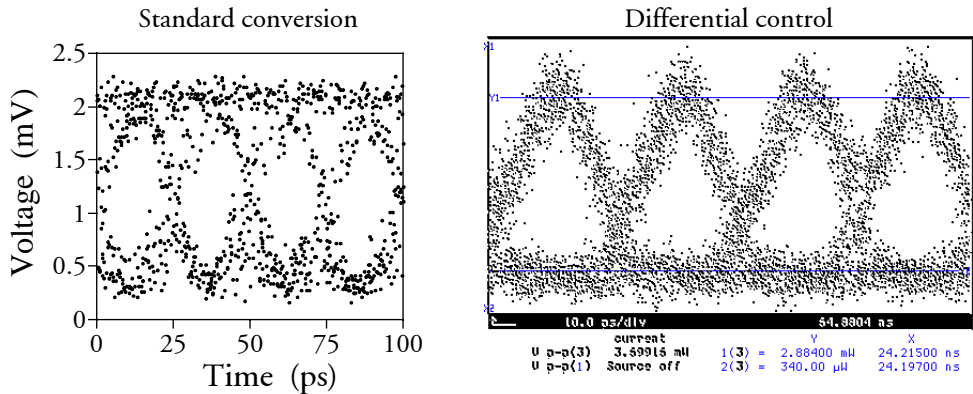 Standard conversion
Differential control
2.5
2
1.5
1
0.5
0
Voltage (mV)
0 25 50 75 100
Time (ps)
X1
Y1
X2
10.0 ps/div 54.8804 ns
current Y X
V p-p(3) 3.59915 mW 1(3) = 2.88400 mW 24.21500 ns
V p-p(1) Source off 2(3) = 340.00 µW 24.19700 ns